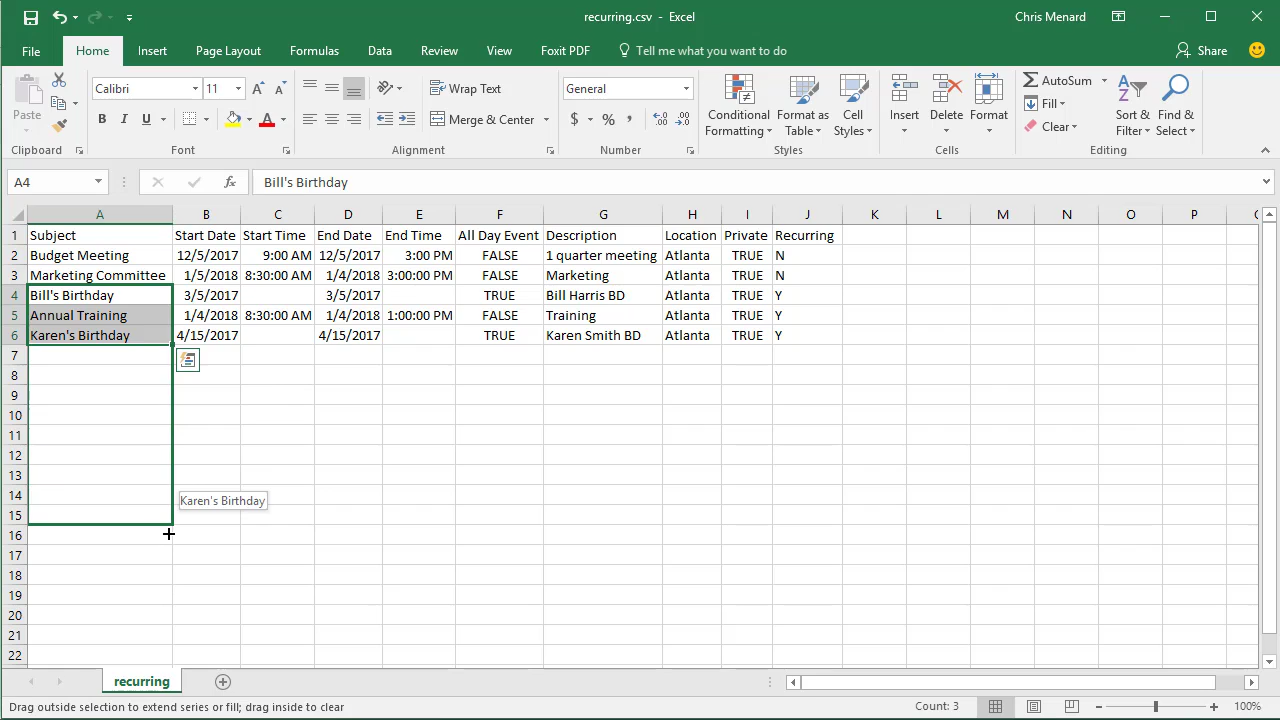 recurring.csv - Excel
Chris Menard
File Home Insert Page Layout Formulas Data Review View Foxit PDF Tell me what you want to do Share
Paste
Clipboard
Calibri 11
B I U A
Font
Wrap Text
Merge & Center
Alignment
General
$ % ,
Number
Conditional Formatting
Format as Table
Cell Styles
Styles
Insert
Delete
Format
Cells
AutoSum
Fill
Clear
Sort & Filter
Find & Select
Editing
A4 fx Bill's Birthday
A B C D E F G H I J K L M N O P
1 Subject Start Date Start Time End Date End Time All Day Event Description Location Private Recurring
2 Budget Meeting 12/5/2017 9:00 AM 12/5/2017 3:00 PM FALSE 1 quarter meeting Atlanta TRUE N
3 Marketing Committee 1/5/2018 8:30:00 AM 1/4/2018 3:00:00 PM FALSE Marketing Atlanta TRUE N
4 Bill's Birthday 3/5/2017 3/5/2017 TRUE Bill Harris BD Atlanta TRUE Y
5 Annual Training 1/4/2018 8:30:00 AM 1/4/2018 1:00:00 PM FALSE Training Atlanta TRUE Y
6 Karen's Birthday 4/15/2017 4/15/2017 TRUE Karen Smith BD Atlanta TRUE Y
7
8
9
10
11
12
13
14 Karen's Birthday
15
16
17
18
19
20
21
22
recurring
Drag outside selection to extend series or fill; drag inside to clear Count: 3 100%